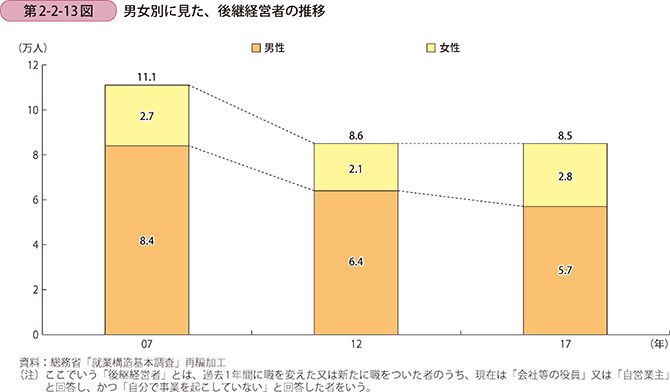 第2-2-13図 男女別に見た、後継経営者の推移
(万人)
男性 女性
12
10
8
6
4
2
0
11.1
2.7
8.4
8.6
2.1
6.4
8.5
2.8
5.7
07 12 17 (年)
資料：総務省「就業構造基本調査」再編加工
(注) ここでいう「後継経営者」とは、過去1年間に職を変えた又は新たに職をついた者のうち、現在は「会社等の役員」又は「自営業主」
と回答し、かつ「自分で事業を起こしていない」と回答した者をいう。